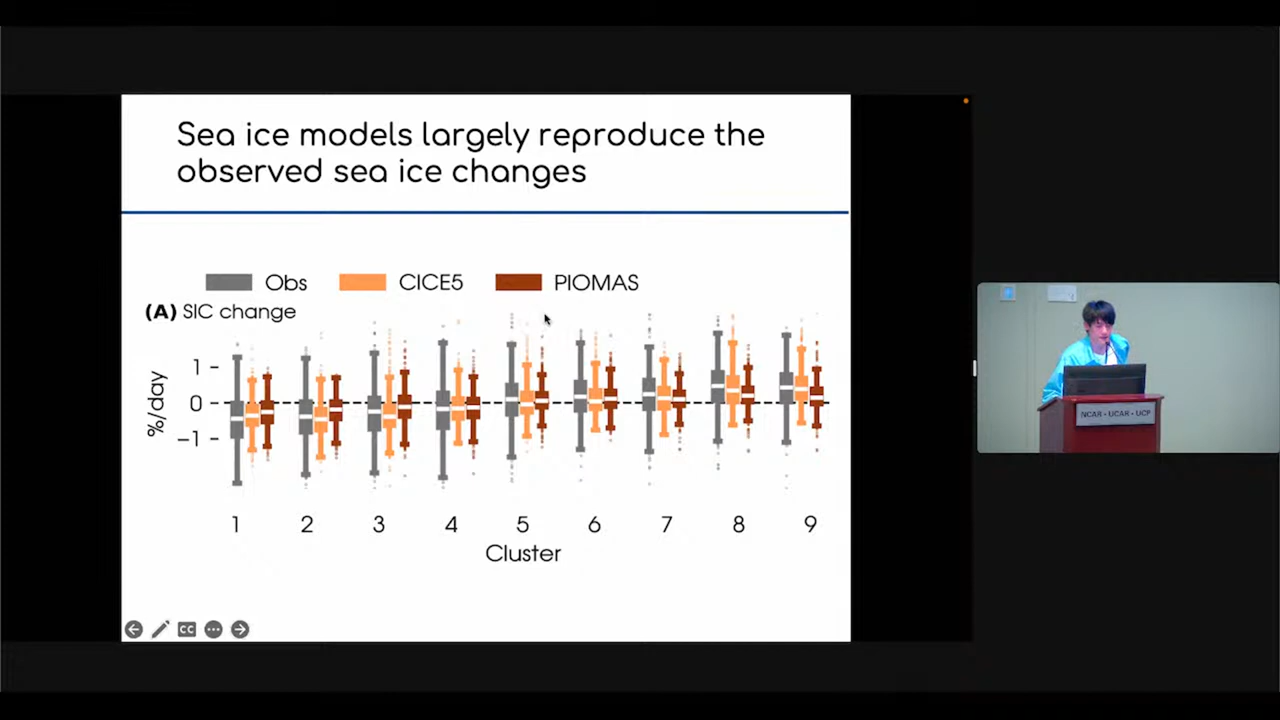 Sea ice models largely reproduce the
observed sea ice changes
Obs CICE5 PIOMAS
(A) SIC change
%/day
1
0
−1
1 2 3 4 5 6 7 8 9
Cluster
CC
NCAR • UCAR • UCP